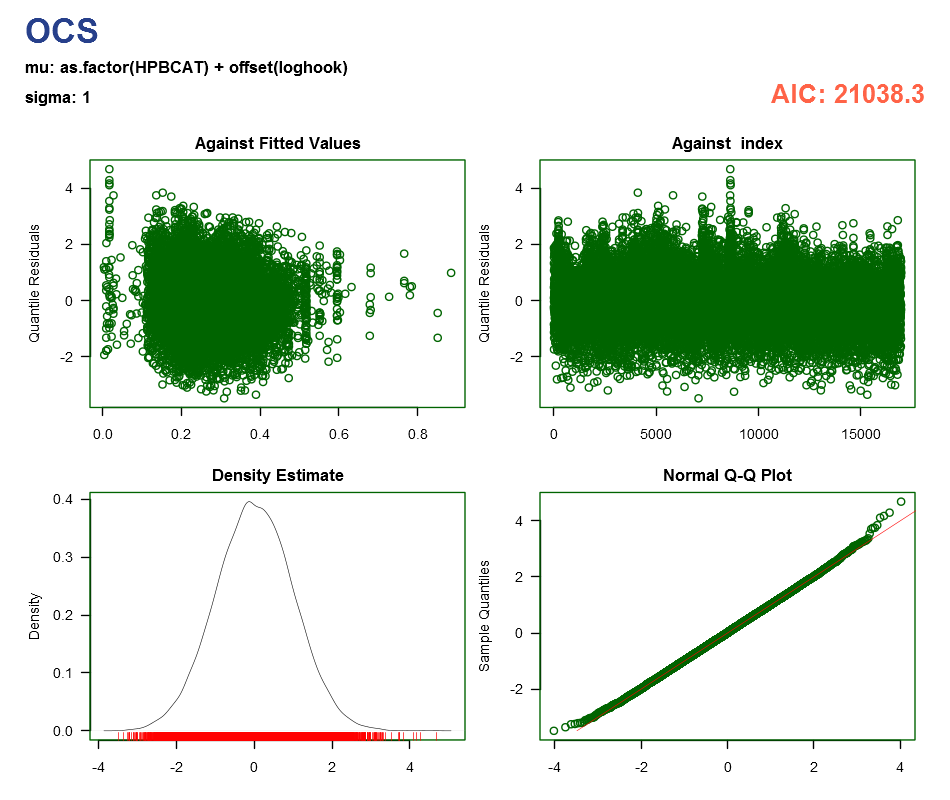 OCS
mu: as.factor(HPBCAT) + offset(loghook)
sigma: 1
AIC: 21038.3
Against Fitted Values
Quantile Residuals
4
2
0
-2
0.0 0.2 0.4 0.6 0.8
Against  index
Quantile Residuals
4
2
0
-2
0 5000 10000 15000
Density Estimate
Density
0.4
0.3
0.2
0.1
0.0
-4 -2 0 2 4
Normal Q-Q Plot
Sample Quantiles
4
2
0
-2
-4 -2 0 2 4